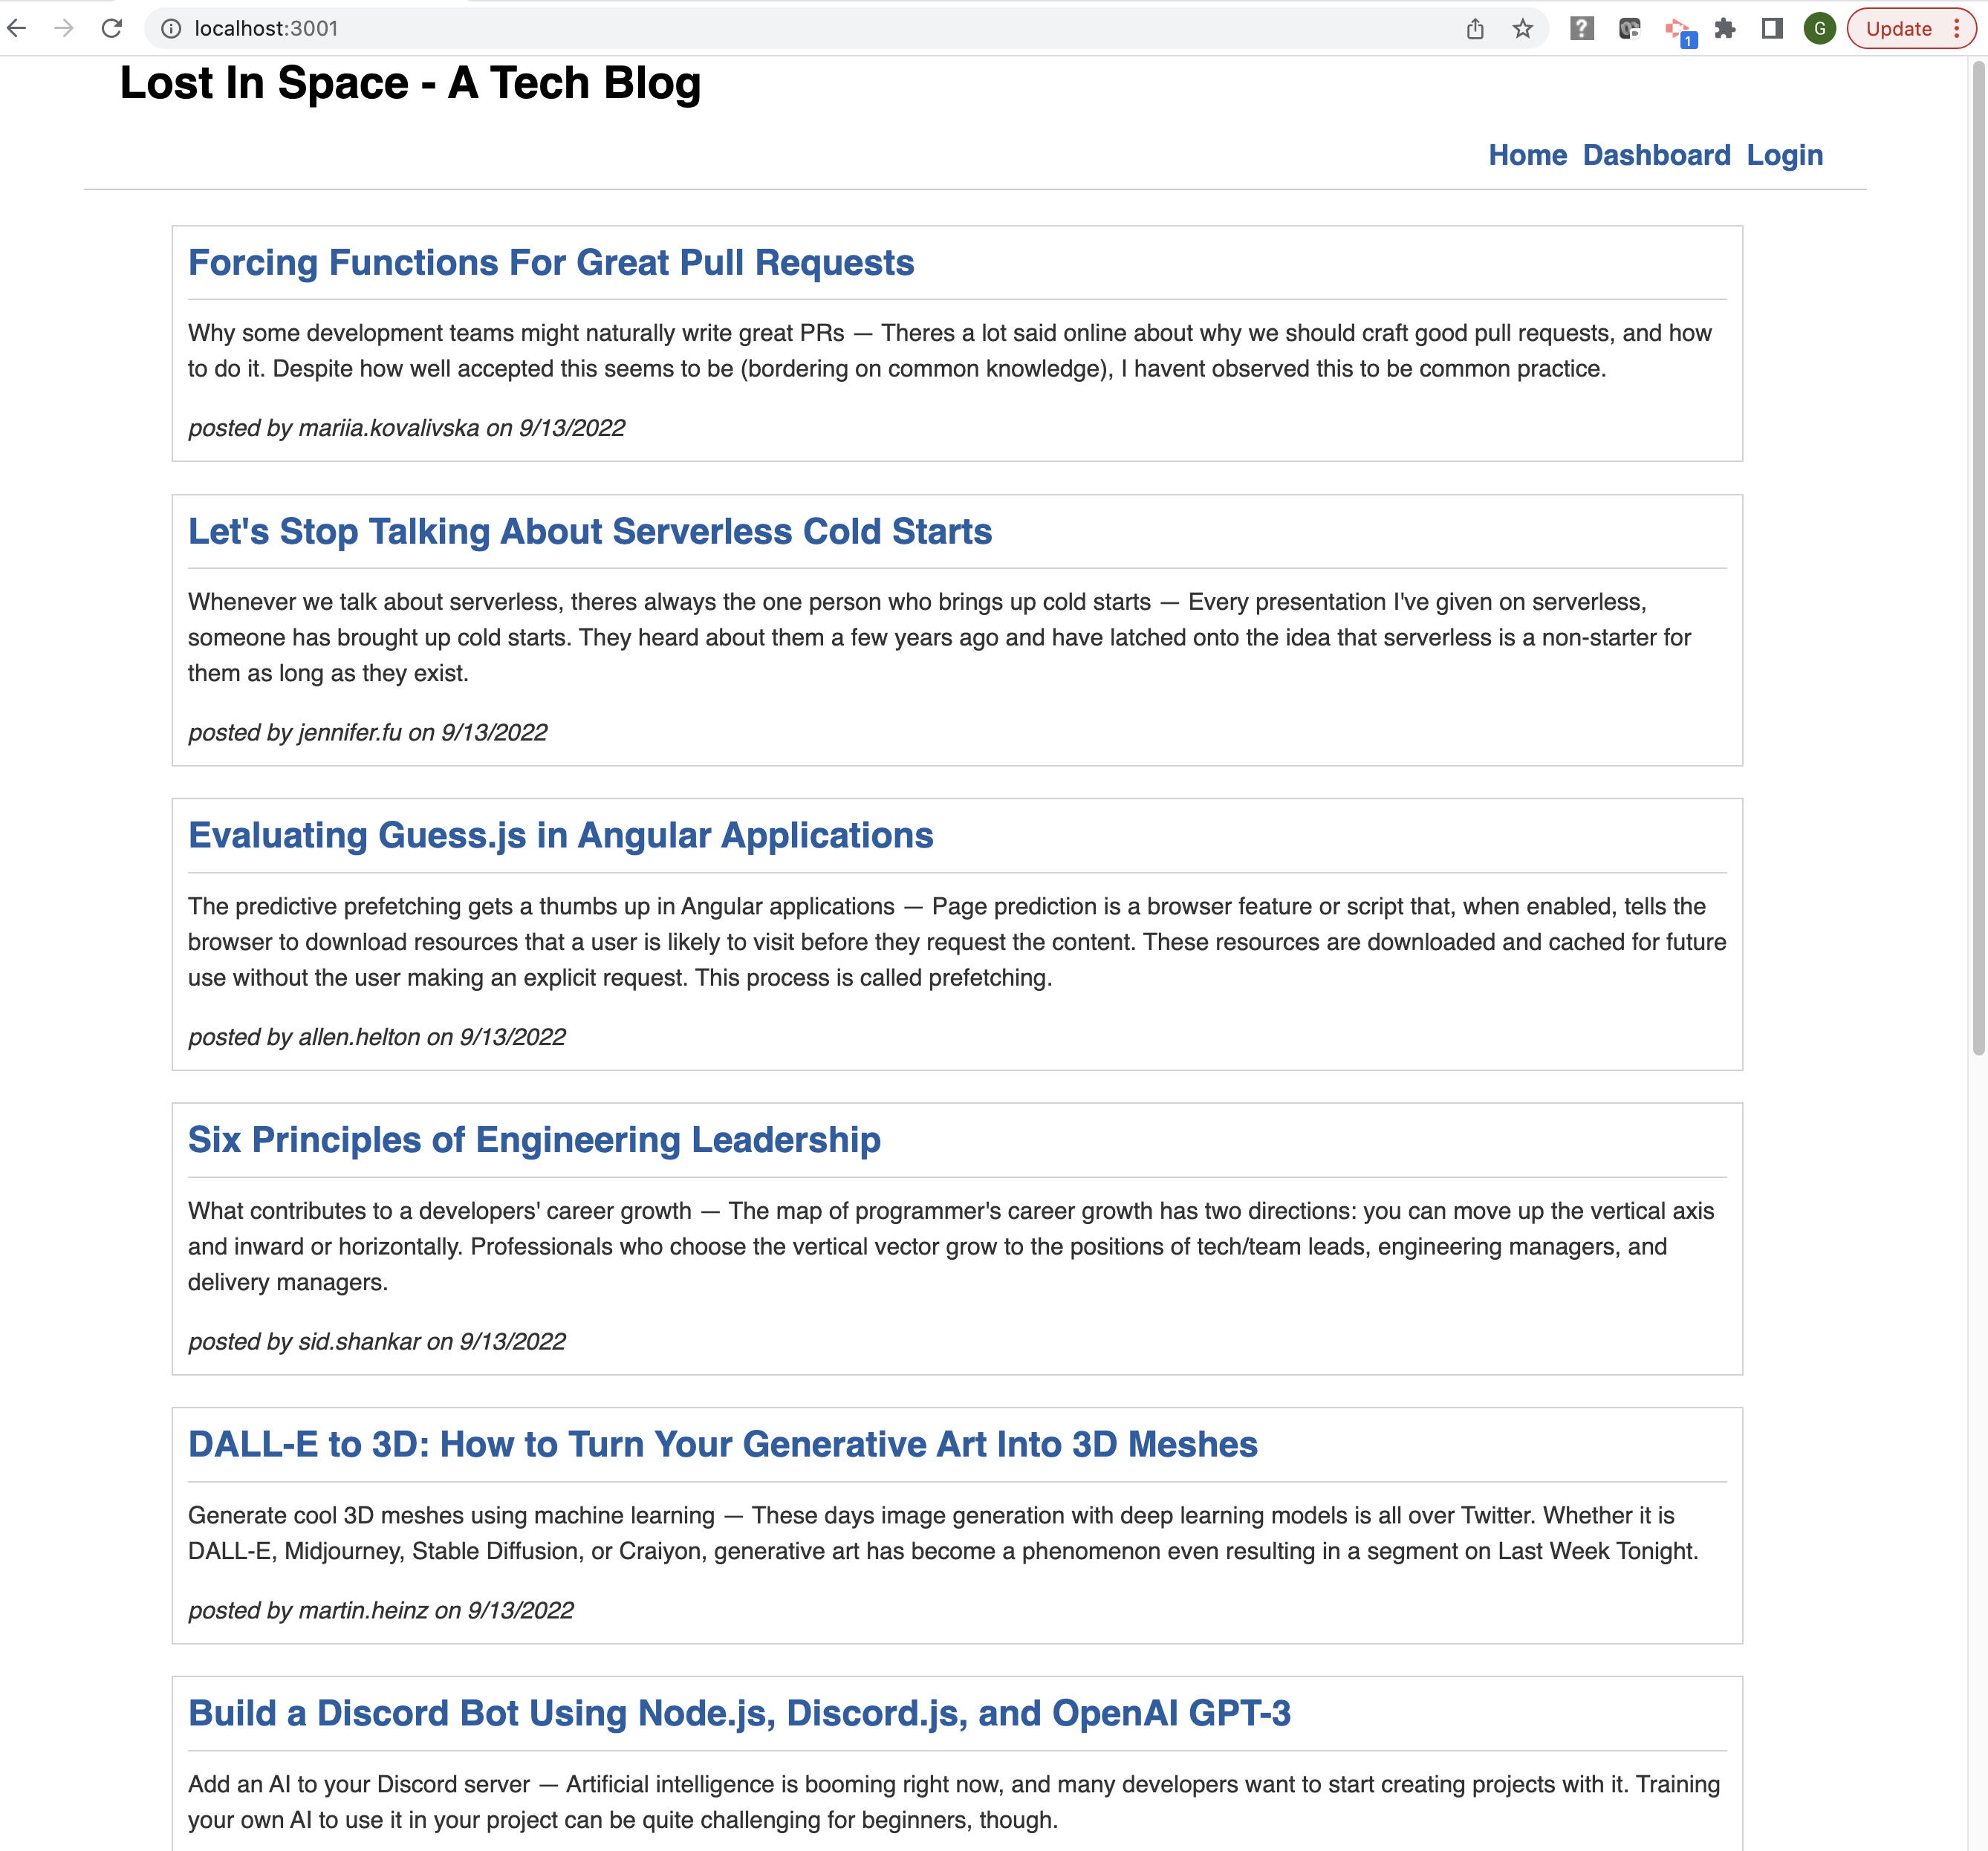 localhost:3001
1
G
Update
Lost In Space - A Tech Blog
Home Dashboard Login
Forcing Functions For Great Pull Requests
Why some development teams might naturally write great PRs — Theres a lot said online about why we should craft good pull requests, and how
to do it. Despite how well accepted this seems to be (bordering on common knowledge), I havent observed this to be common practice.
posted by mariia.kovalivska on 9/13/2022
Let's Stop Talking About Serverless Cold Starts
Whenever we talk about serverless, theres always the one person who brings up cold starts — Every presentation I've given on serverless,
someone has brought up cold starts. They heard about them a few years ago and have latched onto the idea that serverless is a non-starter for
them as long as they exist.
posted by jennifer.fu on 9/13/2022
Evaluating Guess.js in Angular Applications
The predictive prefetching gets a thumbs up in Angular applications — Page prediction is a browser feature or script that, when enabled, tells the
browser to download resources that a user is likely to visit before they request the content. These resources are downloaded and cached for future
use without the user making an explicit request. This process is called prefetching.
posted by allen.helton on 9/13/2022
Six Principles of Engineering Leadership
What contributes to a developers' career growth — The map of programmer's career growth has two directions: you can move up the vertical axis
and inward or horizontally. Professionals who choose the vertical vector grow to the positions of tech/team leads, engineering managers, and
delivery managers.
posted by sid.shankar on 9/13/2022
DALL-E to 3D: How to Turn Your Generative Art Into 3D Meshes
Generate cool 3D meshes using machine learning — These days image generation with deep learning models is all over Twitter. Whether it is
DALL-E, Midjourney, Stable Diffusion, or Craiyon, generative art has become a phenomenon even resulting in a segment on Last Week Tonight.
posted by martin.heinz on 9/13/2022
Build a Discord Bot Using Node.js, Discord.js, and OpenAI GPT-3
Add an AI to your Discord server — Artificial intelligence is booming right now, and many developers want to start creating projects with it. Training
your own AI to use it in your project can be quite challenging for beginners, though.